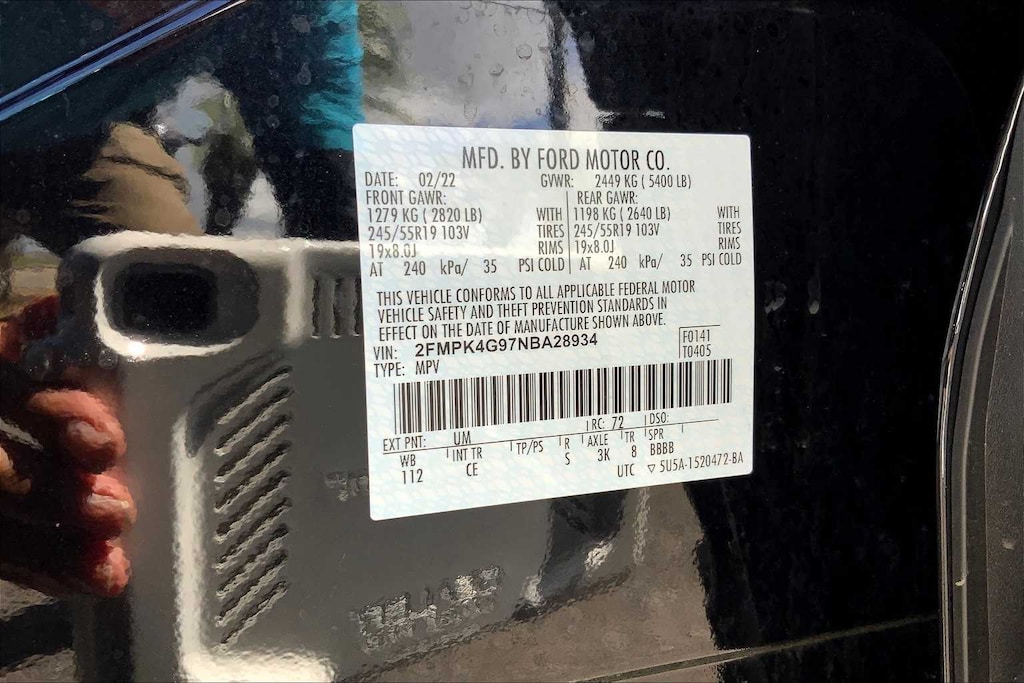 MFD. BY FORD MOTOR CO.
DATE: 02/22 GVWR: 2449 KG ( 5400 LB)
FRONT GAWR: REAR GAWR:
1279 KG ( 2820 LB) WITH 1198 KG ( 2640 LB) WITH
245/55R19 103V TIRES 245/55R19 103V TIRES
19x8.0J RIMS 19x8.0J RIMS
AT 240 kPa/ 35 PSI COLD AT 240 kPa/ 35 PSI COLD
THIS VEHICLE CONFORMS TO ALL APPLICABLE FEDERAL MOTOR
VEHICLE SAFETY AND THEFT PREVENTION STANDARDS IN
EFFECT ON THE DATE OF MANUFACTURE SHOWN ABOVE.
VIN: 2FMPK4G97NBA28934 F0141
TYPE: MPV T0405
EXT PNT: UM RC: 72 DSO:
WB INT TR TP/PS R AXLE TR SPR
112 CE S 3K 8 BBBB
UTC ▽ 5U5A-1520472-BA